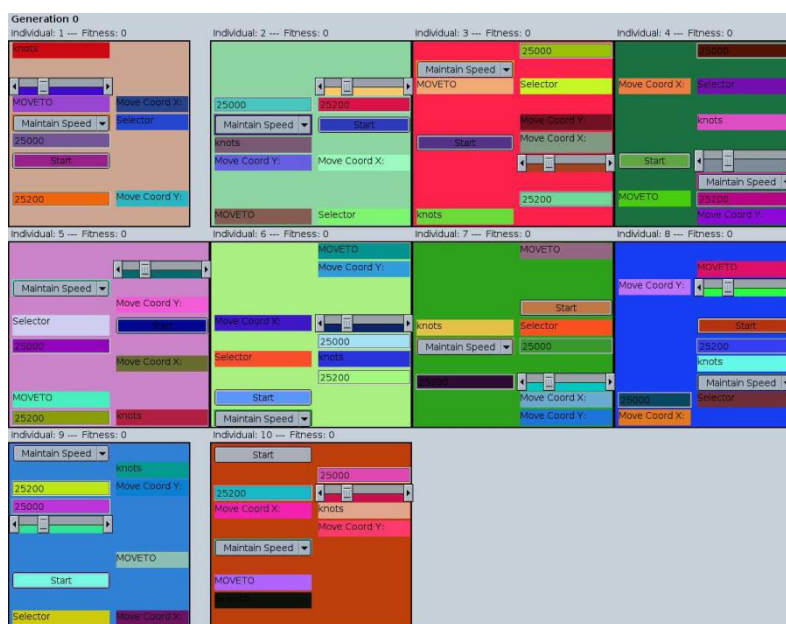 Generation 0
Individual: 1 --- Fitness: 0
knots
MOVETO
Move Coord X:
Maintain Speed
Selector
25000
Start
25200
Move Coord Y:
Individual: 2 --- Fitness: 0
25000
25200
Maintain Speed
Start
knots
Move Coord Y:
Move Coord X:
MOVETO
Selector
Individual: 3 --- Fitness: 0
25000
Maintain Speed
MOVETO
Selector
Move Coord Y:
Start
Move Coord X:
25200
knots
Individual: 4 --- Fitness: 0
25000
Move Coord X:
Selector
knots
Start
Maintain Speed
MOVETO
25200
Move Coord Y:
Individual: 5 --- Fitness: 0
Maintain Speed
Move Coord Y:
Selector
Start
25000
Move Coord X:
MOVETO
25200
knots
Individual: 6 --- Fitness: 0
MOVETO
Move Coord Y:
Move Coord X:
25000
Selector
knots
25200
Start
Maintain Speed
Individual: 7 --- Fitness: 0
MOVETO
Start
knots
Selector
Maintain Speed
25000
25200
Move Coord X:
Move Coord Y:
Individual: 8 --- Fitness: 0
MOVETO
Move Coord Y:
Start
25200
knots
Maintain Speed
25000
Selector
Move Coord X:
Individual: 9 --- Fitness: 0
Maintain Speed
knots
25200
Move Coord Y:
25000
MOVETO
Start
Selector
Move Coord X:
Individual: 10 --- Fitness: 0
Start
25000
25200
Move Coord X:
knots
Move Coord Y:
Maintain Speed
MOVETO